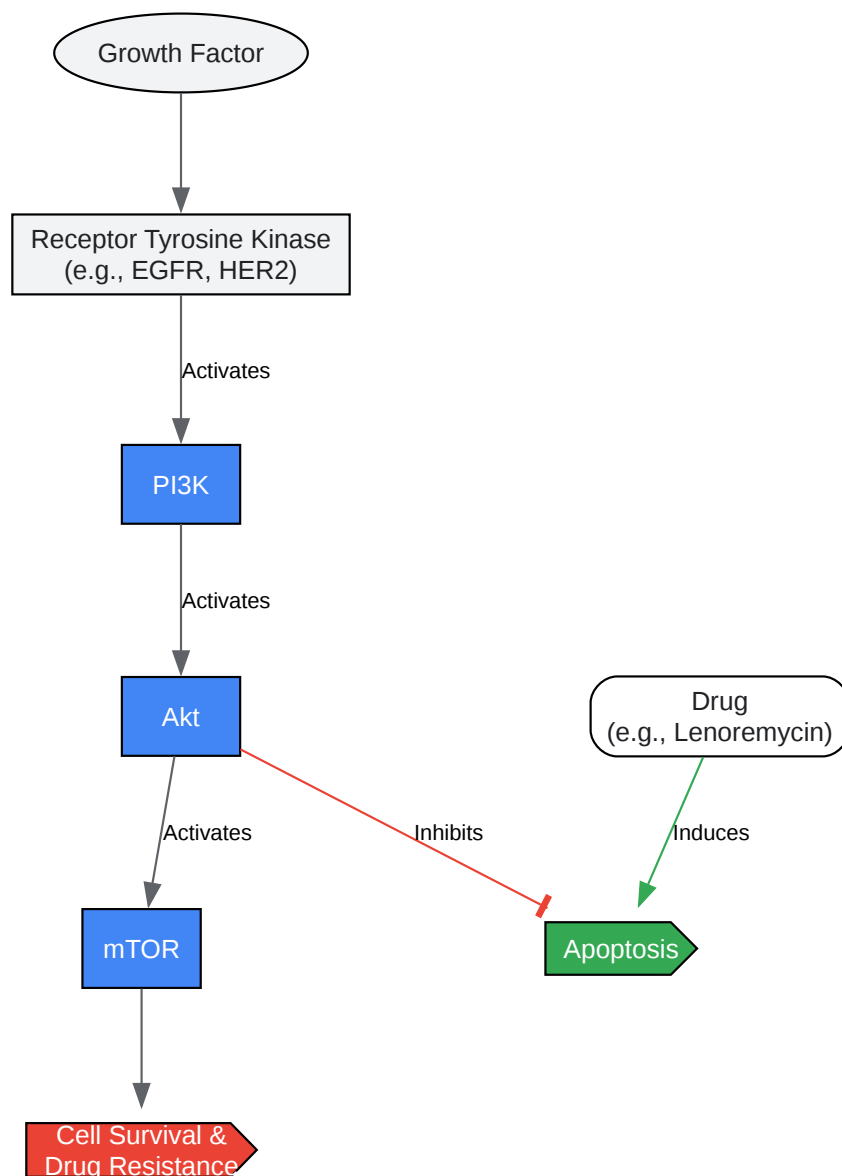 Growth Factor
Receptor Tyrosine Kinase
(e.g., EGFR, HER2)
Activates
PI3K
Activates
Akt
Drug
(e.g., Lenoremycin)
Activates
Inhibits
Induces
mTOR
Apoptosis
Cell Survival &
Drug Resistance